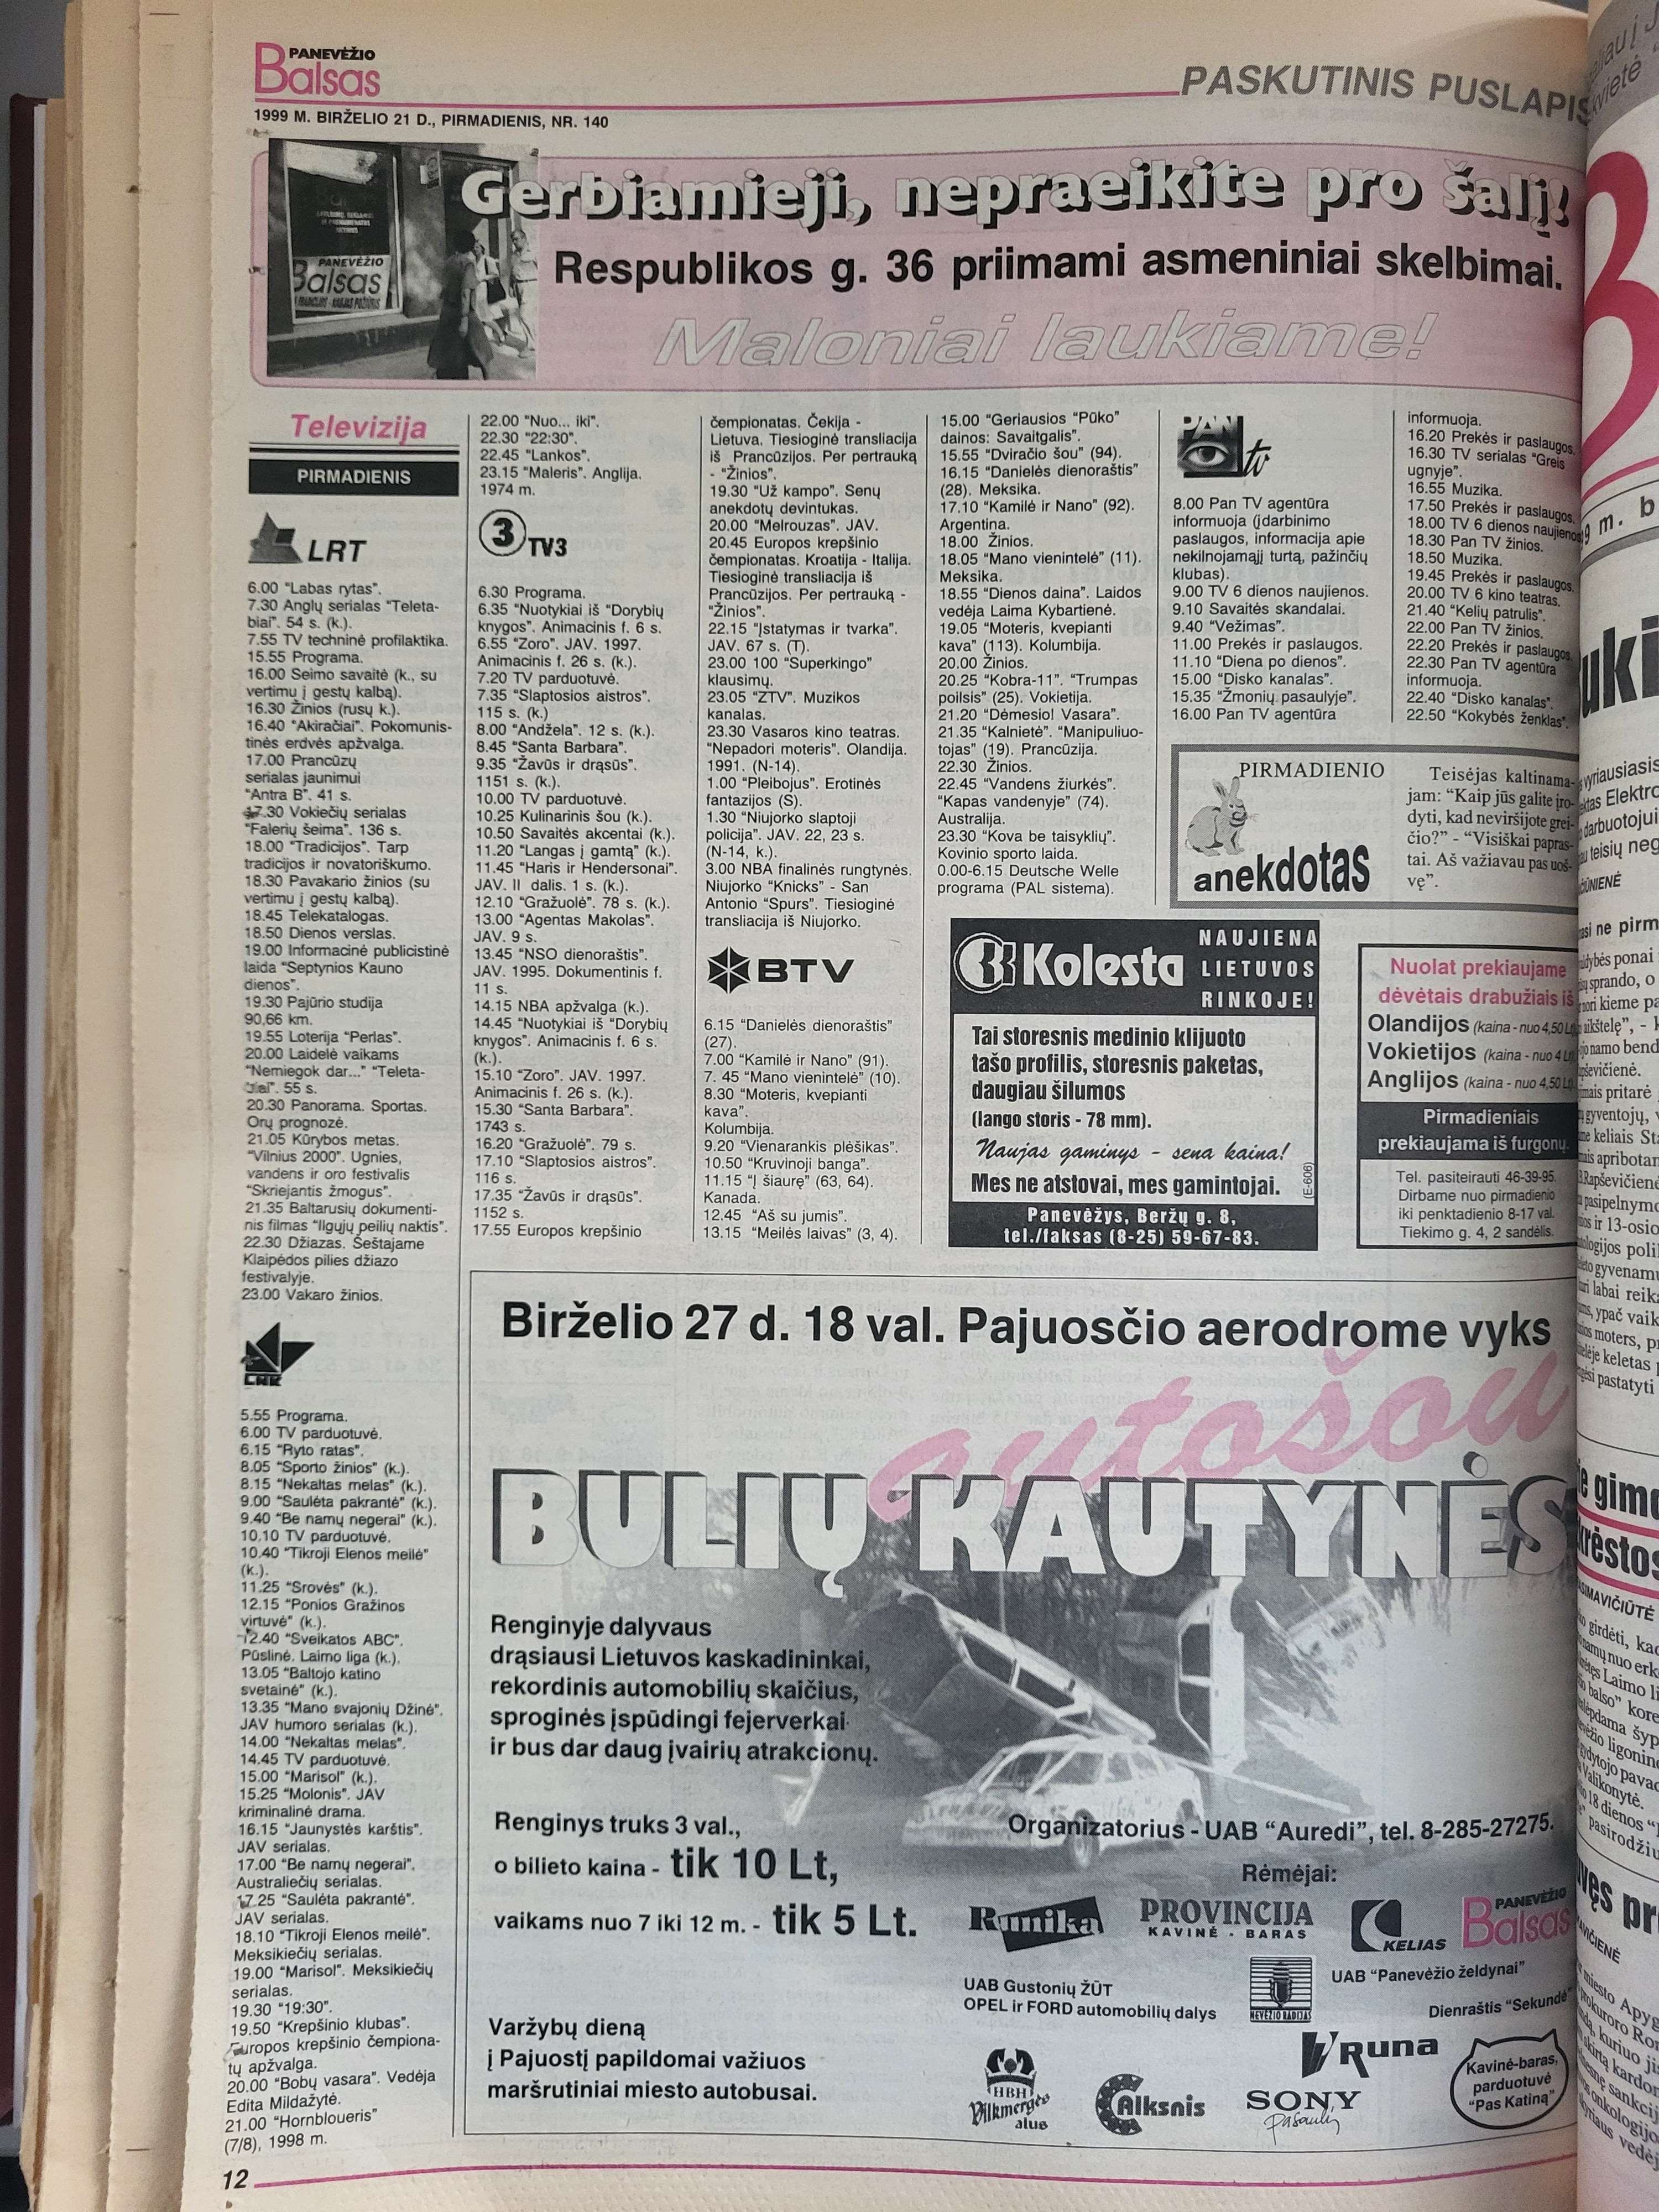 PANEVĖŽIO
Balsas
PASKUTINIS PUSLAPIS
1999 M. BIRŽELIO 21 D., PIRMADIENIS, NR. 140
PANEVĖŽIO
Balsas
Gerbiamieji, nepraeikite pro šalį!
Respublikos g. 36 priimami asmeniniai skelbimai.
Maloniai laukiame!
Televizija
PIRMADIENIS
LRT
6.00 “Labas rytas”.
7.30 Anglų serialas “Teleta-
biai”. 54 s. (k.).
7.55 TV techninė profilaktika.
15.55 Programa.
16.00 Seimo savaitė (k., su
vertimu į gestų kalbą).
16.30 Žinios (rusų k.).
16.40 “Akiračiai”. Pokomunis-
tinės erdvės apžvalga.
17.00 Prancūzų
serialas jaunimui
“Antra B”. 41 s.
17.30 Vokiečių serialas
“Falerių šeima”. 136 s.
18.00 “Tradicijos”. Tarp
tradicijos ir novatoriškumo.
18.30 Pavakario žinios (su
vertimu į gestų kalbą).
18.45 Telekatalogas.
18.50 Dienos verslas.
19.00 Informacinė publicistinė
laida “Septynios Kauno
dienos”.
19.30 Pajūrio studija
90,66 km.
19.55 Loterija “Perlas”.
20.00 Laidelė vaikams
“Nemiegok dar...” “Teleta-
biai”. 55 s.
20.30 Panorama. Sportas.
Orų prognozė.
21.05 Kūrybos metas.
“Vilnius 2000”. Ugnies,
vandens ir oro festivalis
“Skriejantis žmogus”.
21.35 Baltarusių dokumenti-
nis filmas “Ilgųjų peilių naktis”.
22.30 Džiazas. Šeštajame
Klaipėdos pilies džiazo
festivalyje.
23.00 Vakaro žinios.
LNK
5.55 Programa.
6.00 TV parduotuvė.
6.15 “Ryto ratas”.
8.05 “Sporto žinios” (k.).
8.15 “Nekaltas melas” (k.).
9.00 “Saulėta pakrantė” (k.).
9.40 “Be namų negerai” (k.).
10.10 TV parduotuvė.
10.40 “Tikroji Elenos meilė”
(k.).
11.25 “Srovės” (k.).
12.15 “Ponios Gražinos
virtuvė” (k.).
12.40 “Sveikatos ABC”.
Pūslinė. Laimo liga (k.).
13.05 “Baltojo katino
svetainė” (k.).
13.35 “Mano svajonių Džinė”.
JAV humoro serialas (k.).
14.00 “Nekaltas melas”.
14.45 TV parduotuvė.
15.00 “Marisol” (k.).
15.25 “Molonis”. JAV
kriminalinė drama.
16.15 “Jaunystės karštis”.
JAV serialas.
17.00 “Be namų negerai”.
Australiečių serialas.
17.25 “Saulėta pakrantė”.
JAV serialas.
18.10 “Tikroji Elenos meilė”.
Meksikiečių serialas.
19.00 “Marisol”. Meksikiečių
serialas.
19.30 “19:30”.
19.50 “Krepšinio klubas”.
Europos krepšinio čempiona-
tų apžvalga.
20.00 “Bobų vasara”. Vedėja
Edita Mildažytė.
21.00 “Hornbloueris”
(7/8), 1998 m.
22.00 “Nuo... iki”.
22.30 “22:30”.
22.45 “Lankos”.
23.15 “Maleris”. Anglija.
1974 m.
3 TV3
6.30 Programa.
6.35 “Nuotykiai iš “Dorybių
knygos”. Animacinis f. 6 s.
6.55 “Zoro”. JAV. 1997.
Animacinis f. 26 s. (k.).
7.20 TV parduotuvė.
7.35 “Slaptosios aistros”.
115 s. (k.)
8.00 “Andžela”. 12 s. (k.).
8.45 “Santa Barbara”.
9.35 “Žavūs ir drąsūs”.
1151 s. (k.).
10.00 TV parduotuvė.
10.25 Kulinarinis šou (k.).
10.50 Savaitės akcentai (k.).
11.20 “Langas į gamtą” (k.).
11.45 “Haris ir Hendersonai”.
JAV. II dalis. 1 s. (k.).
12.10 “Gražuolė”. 78 s. (k.).
13.00 “Agentas Makolas”.
JAV. 9 s.
13.45 “NSO dienoraštis”.
JAV. 1995. Dokumentinis f.
11 s.
14.15 NBA apžvalga (k.).
14.45 “Nuotykiai iš “Dorybių
knygos”. Animacinis f. 6 s.
(k.).
15.10 “Zoro”. JAV. 1997.
Animacinis f. 26 s. (k.).
15.30 “Santa Barbara”.
1743 s.
16.20 “Gražuolė”. 79 s.
17.10 “Slaptosios aistros”.
116 s.
17.35 “Žavūs ir drąsūs”.
1152 s.
17.55 Europos krepšinio
čempionatas. Čekija -
Lietuva. Tiesioginė transliacija
iš Prancūzijos. Per pertrauką
- “Žinios”.
19.30 “Už kampo”. Senų
anekdotų devintukas.
20.00 “Melrouzas”. JAV.
20.45 Europos krepšinio
čempionatas. Kroatija - Italija.
Tiesioginė transliacija iš
Prancūzijos. Per pertrauką -
“Žinios”.
22.15 “Įstatymas ir tvarka”.
JAV. 67 s. (T).
23.00 100 “Superkingo”
klausimų.
23.05 “ZTV”. Muzikos
kanalas.
23.30 Vasaros kino teatras.
“Nepadori moteris”. Olandija.
1991. (N-14).
1.00 “Pleibojus”. Erotinės
fantazijos (S).
1.30 “Niujorko slaptoji
policija”. JAV. 22, 23 s.
(N-14, k.).
3.00 NBA finalinės rungtynės.
Niujorko “Knicks” - San
Antonio “Spurs”. Tiesioginė
transliacija iš Niujorko.
BTV
6.15 “Danielės dienoraštis”
(27).
7.00 “Kamilė ir Nano” (91).
7. 45 “Mano vienintelė” (10).
8.30 “Moteris, kvepianti
kava”.
Kolumbija.
9.20 “Vienarankis plėšikas”.
10.50 “Kruvinoji banga”.
11.15 “Į šiaurę” (63, 64).
Kanada.
12.45 “Aš su jumis”.
13.15 “Meilės laivas” (3, 4).
15.00 “Geriausios “Pūko”
dainos: Savaitgalis”.
15.55 “Dviračio šou” (94).
16.15 “Danielės dienoraštis”
(28). Meksika.
17.10 “Kamilė ir Nano” (92).
Argentina.
18.00 Žinios.
18.05 “Mano vienintelė” (11).
Meksika.
18.55 “Dienos daina”. Laidos
vedėja Laima Kybartienė.
19.05 “Moteris, kvepianti
kava” (113). Kolumbija.
20.00 Žinios.
20.25 “Kobra-11”. “Trumpas
poilsis” (25). Vokietija.
21.20 “Dėmesio! Vasara”.
21.35 “Kalnietė”. “Manipuliuo-
tojas” (19). Prancūzija.
22.30 Žinios.
22.45 “Vandens žiurkės”.
“Kapas vandenyje” (74).
Australija.
23.30 “Kova be taisyklių”.
Kovinio sporto laida.
0.00-6.15 Deutsche Welle
programa (PAL sistema).
PAN tv
8.00 Pan TV agentūra
informuoja (įdarbinimo
paslaugos, informacija apie
nekilnojamąjį turtą, pažinčių
klubas).
9.00 TV 6 dienos naujienos.
9.10 Savaitės skandalai.
9.40 “Vežimas”.
11.00 Prekės ir paslaugos.
11.10 “Diena po dienos”.
15.00 “Disko kanalas”.
15.35 “Žmonių pasaulyje”.
16.00 Pan TV agentūra
informuoja.
16.20 Prekės ir paslaugos.
16.30 TV serialas “Greis
ugnyje”.
16.55 Muzika.
17.50 Prekės ir paslaugos.
18.00 TV 6 dienos naujienos
18.30 Pan TV žinios.
18.50 Muzika.
19.45 Prekės ir paslaugos.
20.00 TV 6 kino teatras.
21.40 “Kelių patrulis”.
22.00 Pan TV žinios.
22.20 Prekės ir paslaugos
22.30 Pan TV agentūra
informuoja.
22.40 “Disko kanalas”.
22.50 “Kokybės ženklas”.
PIRMADIENIO
anekdotas
Teisėjas kaltinama-
jam: “Kaip jūs galite įro-
dyti, kad neviršijote grei-
čio?” - “Visiškai papras-
tai. Aš važiavau pas uoš-
vę”.
Kolesta
NAUJIENA
LIETUVOS
RINKOJE!
Tai storesnis medinio klijuoto
tašo profilis, storesnis paketas,
daugiau šilumos
(lango storis - 78 mm).
Naujas gaminys - sena kaina!
Mes ne atstovai, mes gamintojai.
(E-606)
Panevėžys, Beržų g. 8,
tel./faksas (8-25) 59-67-83.
Nuolat prekiaujame
dėvėtais drabužiais iš
Olandijos (kaina - nuo 4,50 Lt)
Vokietijos (kaina - nuo 4 Lt)
Anglijos (kaina - nuo 4,50 Lt)
Pirmadieniais
prekiaujama iš furgonų.
Tel. pasiteirauti 46-39-95.
Dirbame nuo pirmadienio
iki penktadienio 8-17 val.
Tiekimo g. 4, 2 sandėlis.
Birželio 27 d. 18 val. Pajuosčio aerodrome vyks
autošou
BULIŲ KAUTYNĖS
Renginyje dalyvaus
drąsiausi Lietuvos kaskadininkai,
rekordinis automobilių skaičius,
sproginės įspūdingi fejerverkai
ir bus dar daug įvairių atrakcionų.
Renginys truks 3 val.,
o bilieto kaina - tik 10 Lt,
vaikams nuo 7 iki 12 m. - tik 5 Lt.
Varžybų dieną
į Pajuostį papildomai važiuos
maršrutiniai miesto autobusai.
Organizatorius - UAB “Auredi”, tel. 8-285-27275.
Rėmėjai:
Runika
PROVINCIJA
KAVINĖ - BARAS
KELIAS
PANEVĖŽIO
Balsas
UAB Gustonių ŽŪT
OPEL ir FORD automobilių dalys
NEVĖŽIO RADIJAS
UAB “Panevėžio želdynai”
Dienraštis “Sekundė”
HBH
Vilkmergės
alus
Alksnis
Runa
SONY
Pasaulis
Kavinė-baras,
parduotuvė
“Pas Katiną”
12